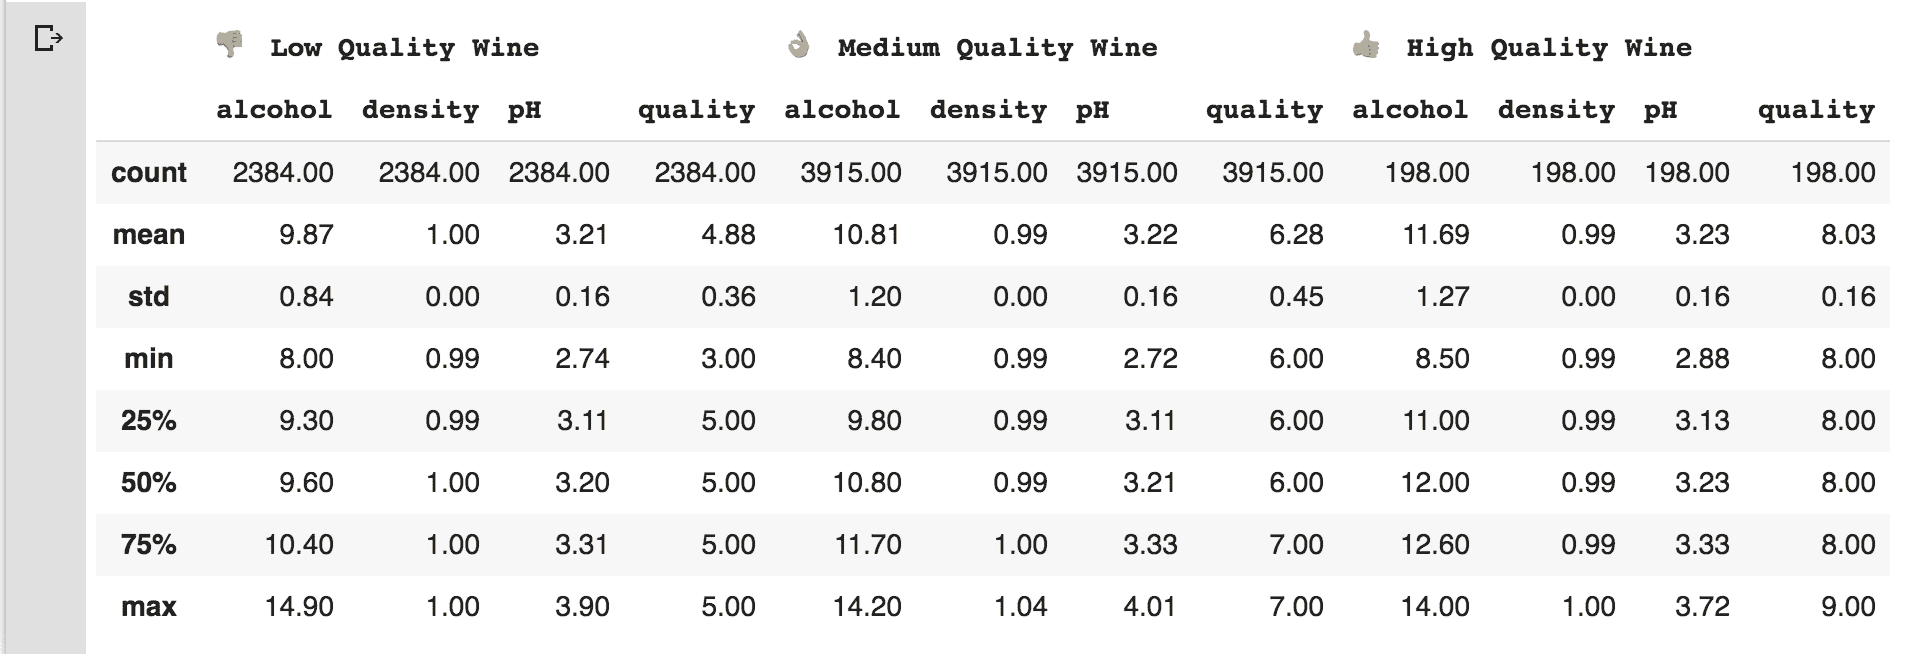 👎 Low Quality Wine 👌 Medium Quality Wine 👍 High Quality Wine
alcohol density pH quality alcohol density pH quality alcohol density pH quality
count 2384.00 2384.00 2384.00 2384.00 3915.00 3915.00 3915.00 3915.00 198.00 198.00 198.00 198.00
mean 9.87 1.00 3.21 4.88 10.81 0.99 3.22 6.28 11.69 0.99 3.23 8.03
std 0.84 0.00 0.16 0.36 1.20 0.00 0.16 0.45 1.27 0.00 0.16 0.16
min 8.00 0.99 2.74 3.00 8.40 0.99 2.72 6.00 8.50 0.99 2.88 8.00
25% 9.30 0.99 3.11 5.00 9.80 0.99 3.11 6.00 11.00 0.99 3.13 8.00
50% 9.60 1.00 3.20 5.00 10.80 0.99 3.21 6.00 12.00 0.99 3.23 8.00
75% 10.40 1.00 3.31 5.00 11.70 1.00 3.33 7.00 12.60 0.99 3.33 8.00
max 14.90 1.00 3.90 5.00 14.20 1.04 4.01 7.00 14.00 1.00 3.72 9.00